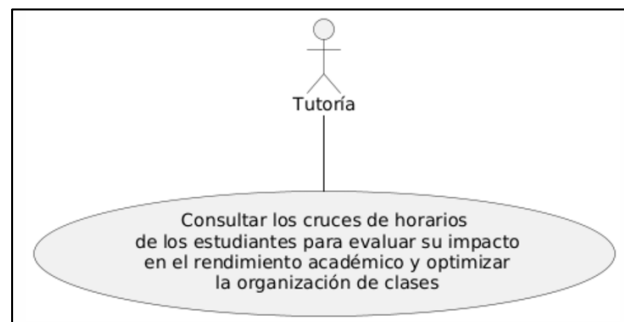 Tutoría
Consultar los cruces de horarios
de los estudiantes para evaluar su impacto
en el rendimiento académico y optimizar
la organización de clases